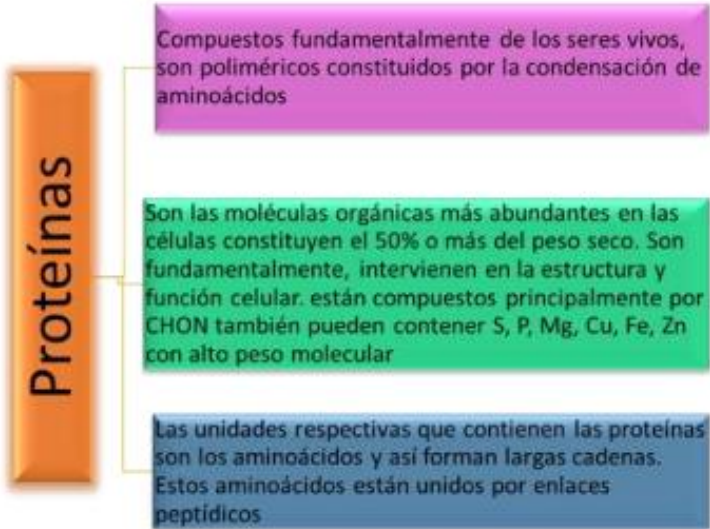 Proteínas
Compuestos fundamentalmente de los seres vivos,
son poliméricos constituidos por la condensación de
aminoácidos
Son las moléculas orgánicas más abundantes en las
células constituyen el 50% o más del peso seco. Son
fundamentalmente, intervienen en la estructura y
función celular. están compuestos principalmente por
CHON también pueden contener S, P, Mg, Cu, Fe, Zn
con alto peso molecular
Las unidades respectivas que contienen las proteínas
son los aminoácidos y así forman largas cadenas.
Estos aminoácidos están unidos por enlaces
peptídicos